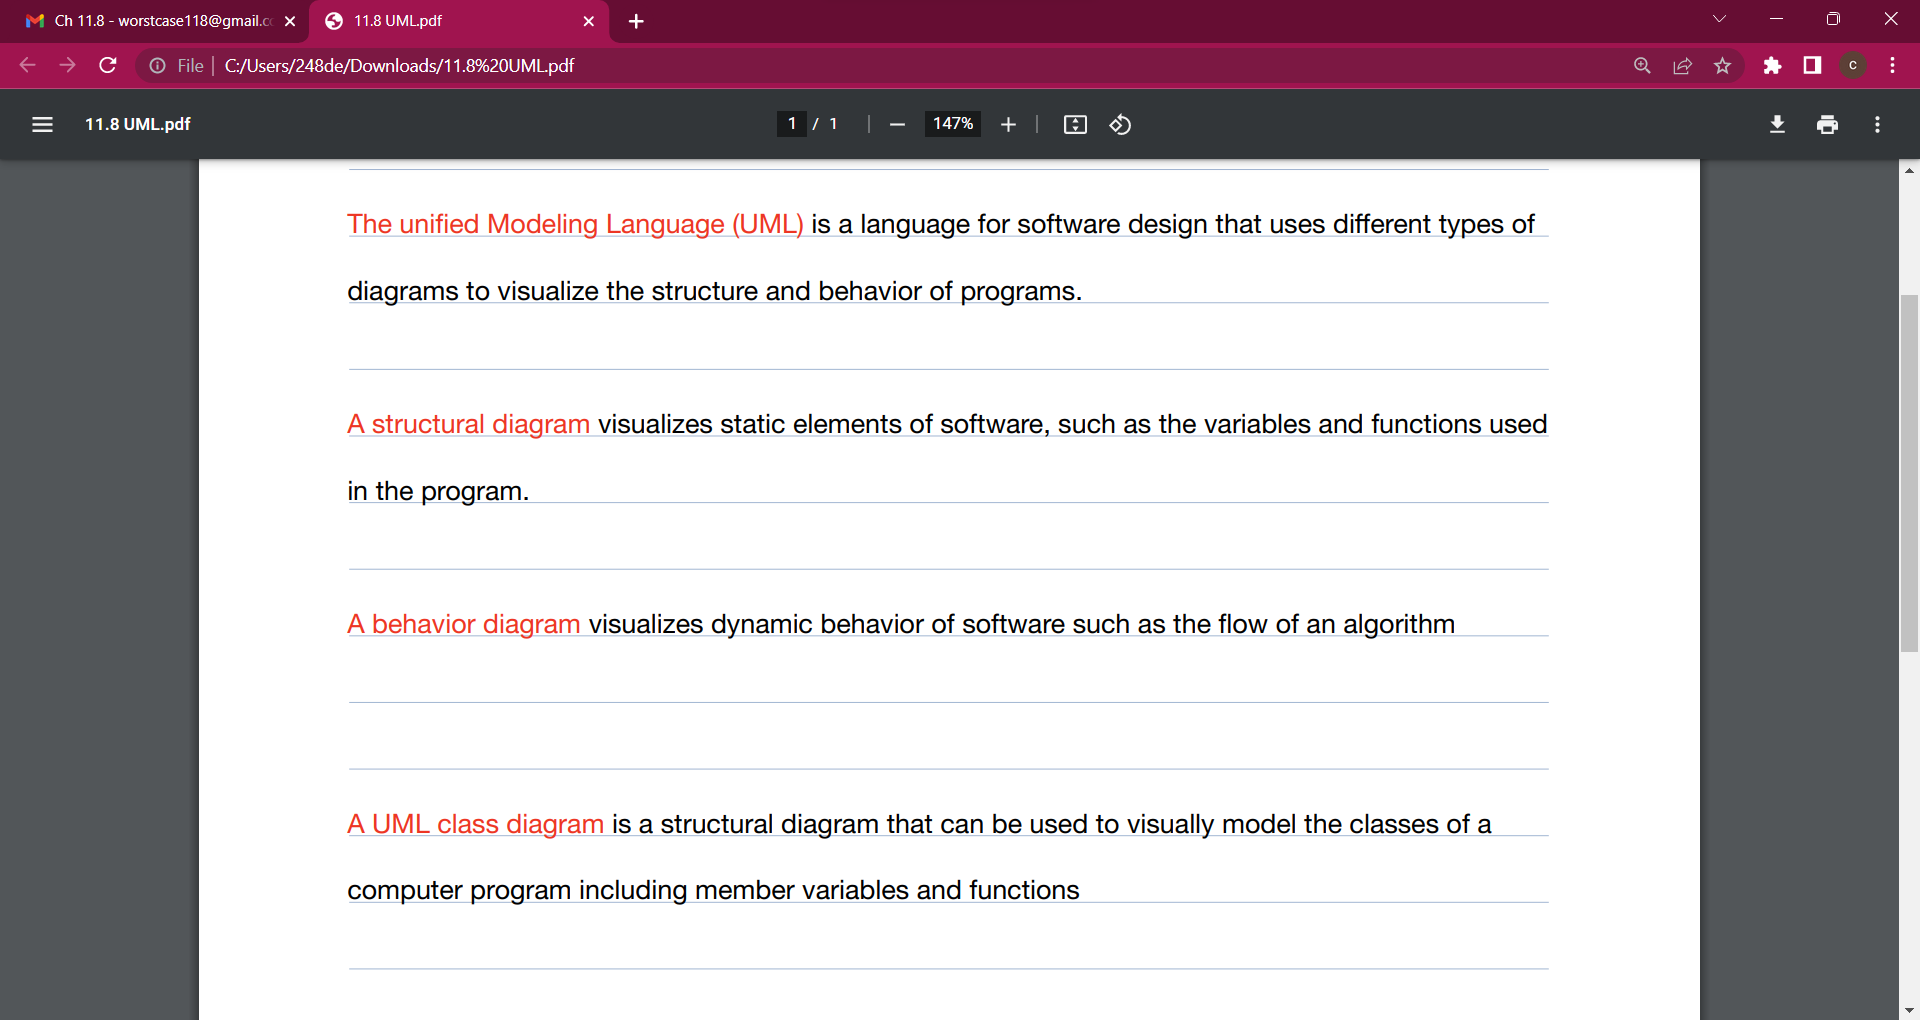 Ch 11.8 - worstcase118@gmail.c
11.8 UML.pdf
File
C:/Users/248de/Downloads/11.8%20UML.pdf
c
11.8 UML.pdf
1 / 1
147%
The unified Modeling Language (UML) is a language for software design that uses different types of
diagrams to visualize the structure and behavior of programs.
A structural diagram visualizes static elements of software, such as the variables and functions used
in the program.
A behavior diagram visualizes dynamic behavior of software such as the flow of an algorithm
A UML class diagram is a structural diagram that can be used to visually model the classes of a
computer program including member variables and functions